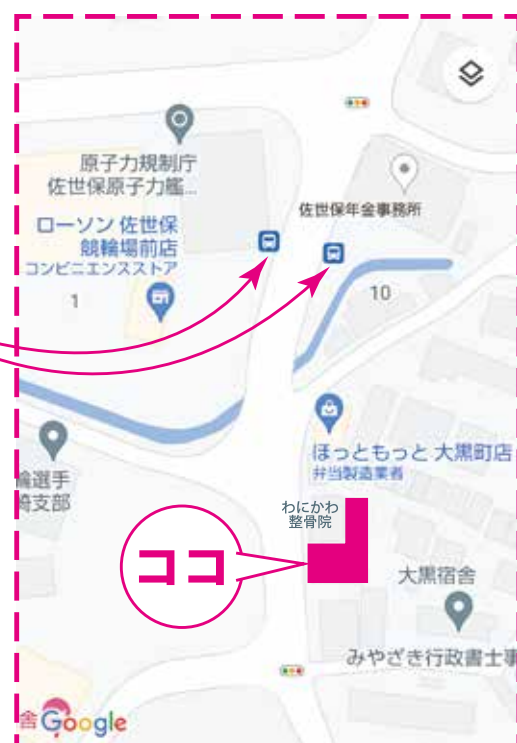 原子力規制庁
佐世保原子力艦...
佐世保年金事務所
ローソン 佐世保
競輪場前店
コンビニエンスストア
1
10
ほっともっと 大黒町店
弁当製造業者
輪選手
崎支部
わにかわ
整骨院
ココ
大黒宿舎
みやざき行政書士事
舎
Google